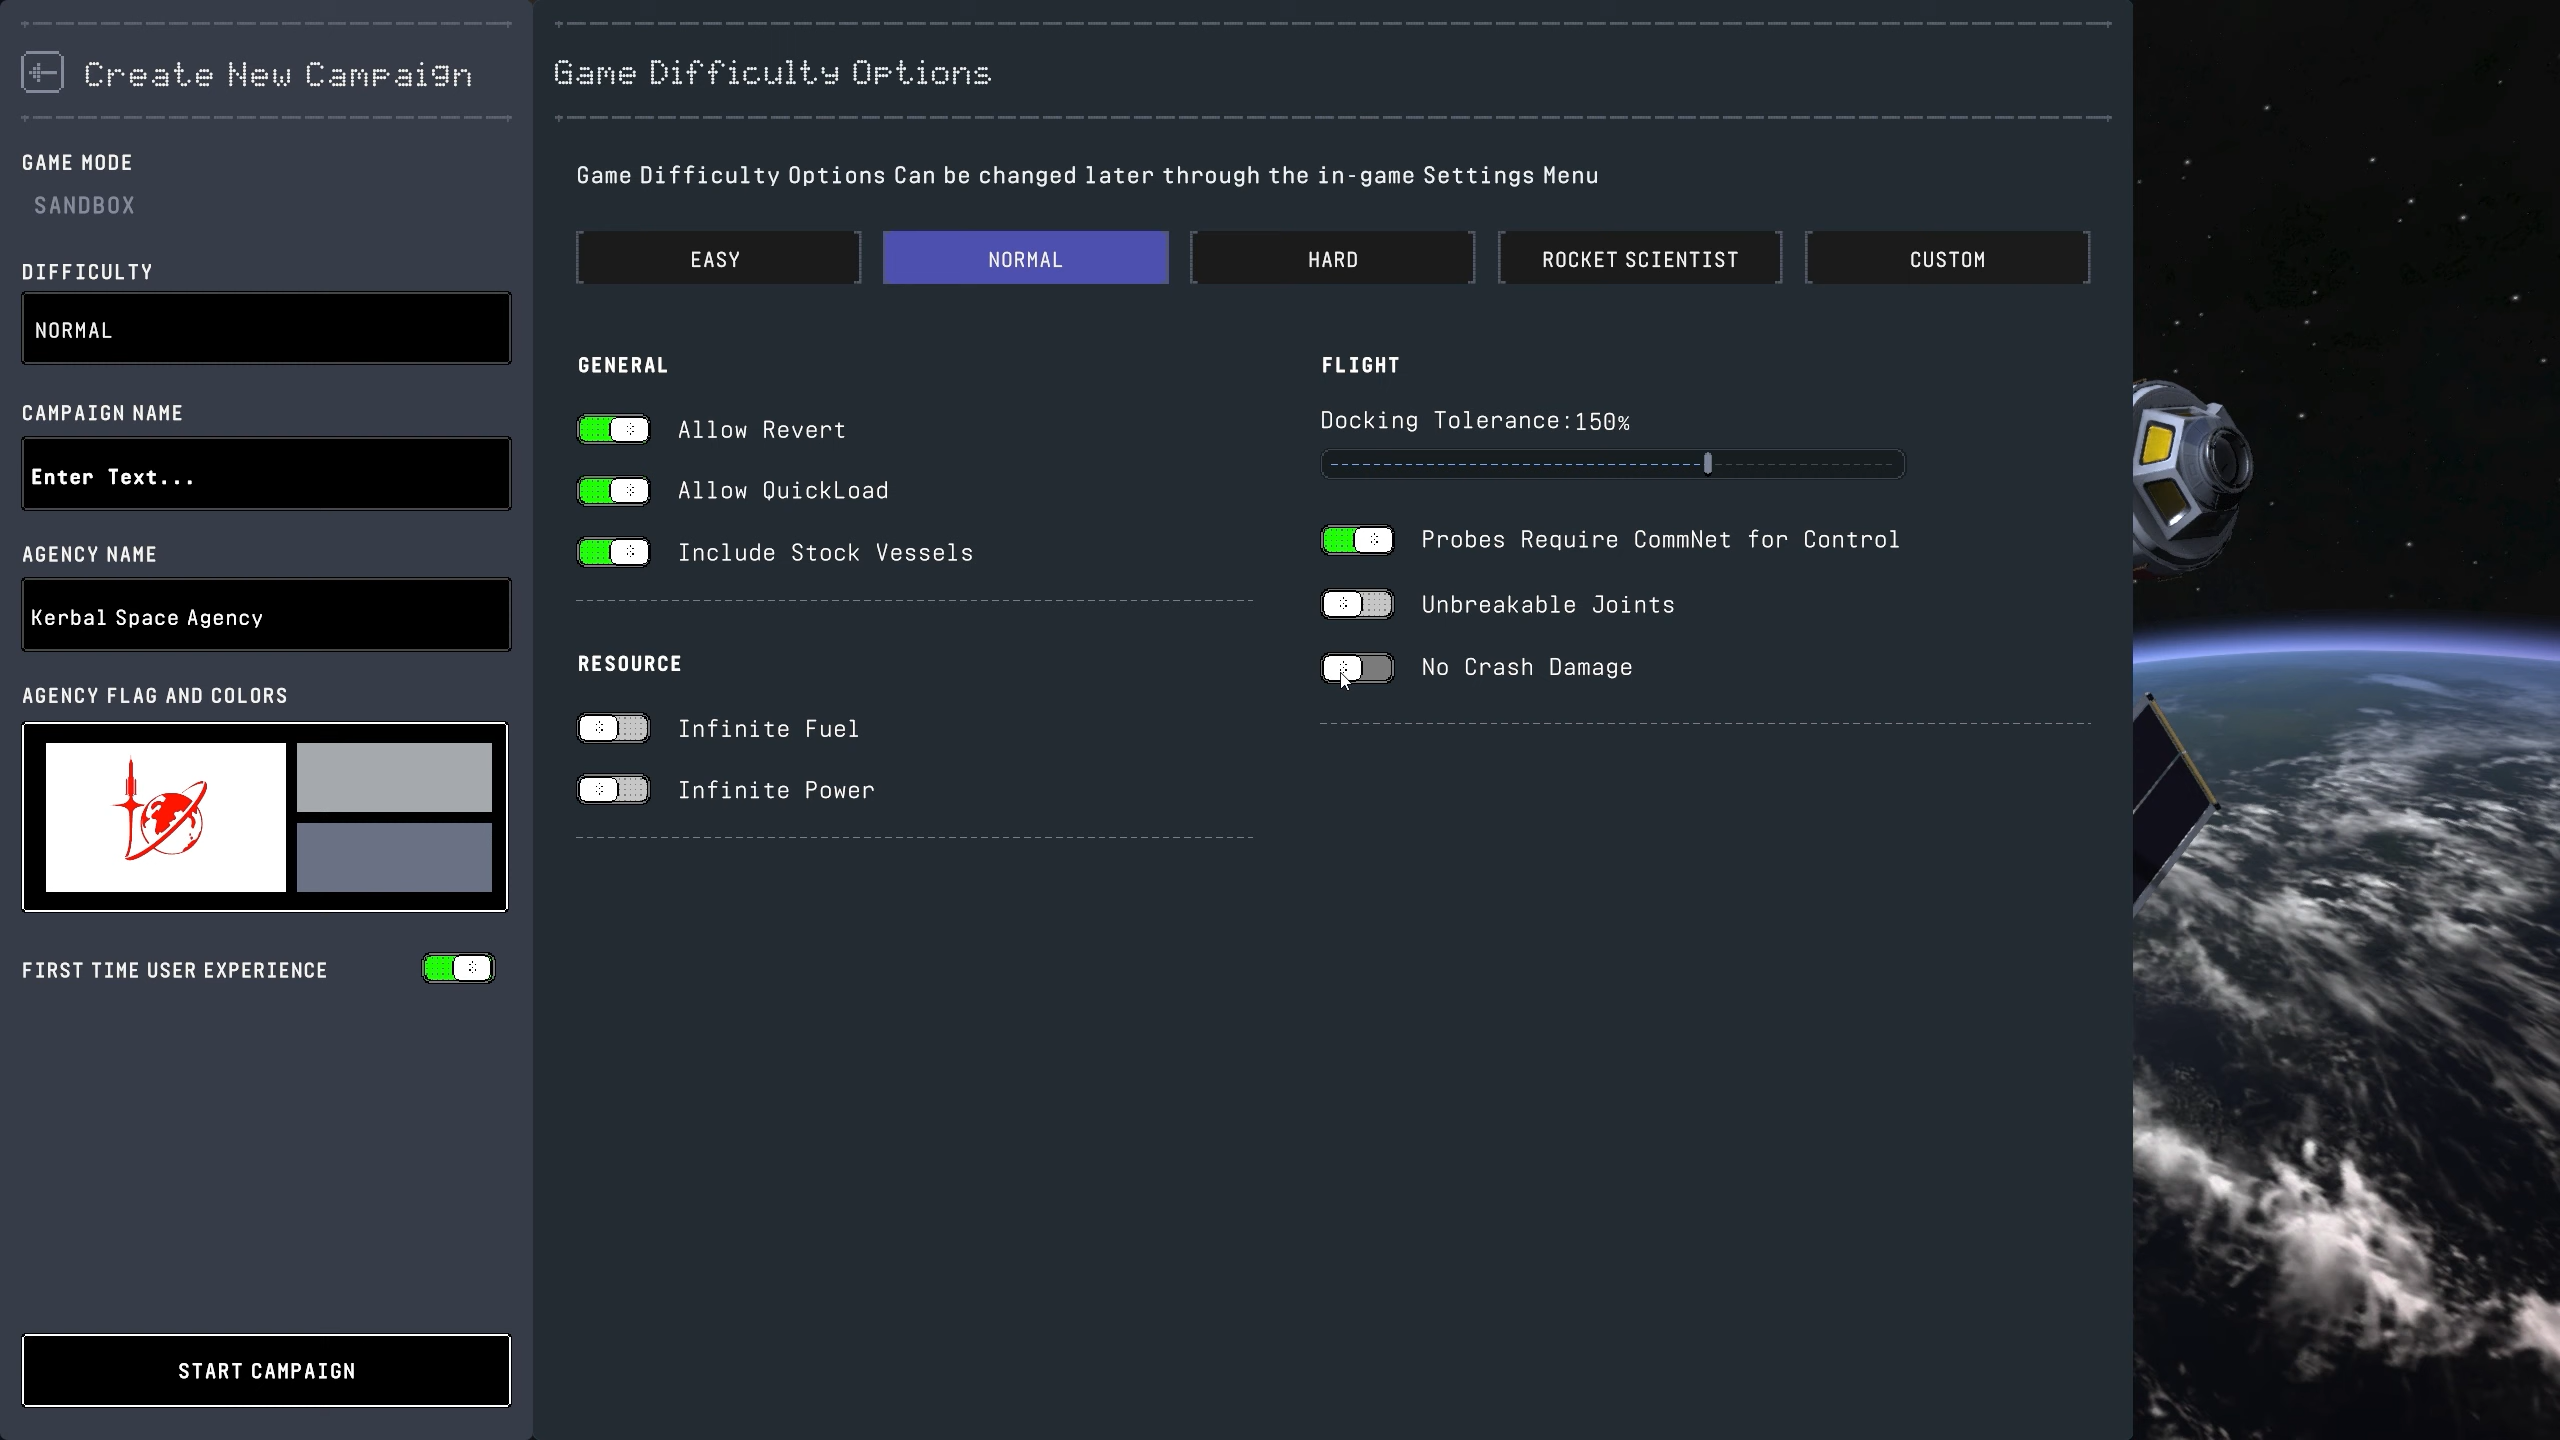 Create New Campaign
GAME MODE
SANDBOX
DIFFICULTY
NORMAL
CAMPAIGN NAME
Enter Text...
AGENCY NAME
Kerbal Space Agency
AGENCY FLAG AND COLORS
FIRST TIME USER EXPERIENCE
START CAMPAIGN
Game Difficulty Options
Game Difficulty Options Can be changed later through the in-game Settings Menu
EASY
NORMAL
HARD
ROCKET SCIENTIST
CUSTOM
GENERAL
Allow Revert
Allow QuickLoad
Include Stock Vessels
RESOURCE
Infinite Fuel
Infinite Power
FLIGHT
Docking Tolerance:150%
Probes Require CommNet for Control
Unbreakable Joints
No Crash Damage